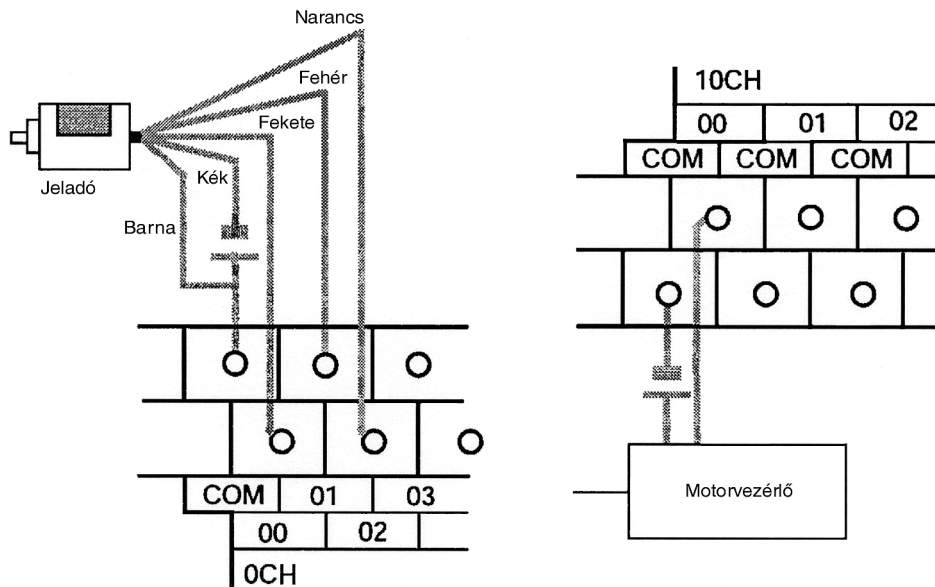 Narancs
Fehér
Fekete
Kék
Jeladó
Barna
COM 01 03
00 02
0CH
10CH
00 01 02
COM COM COM
Motorvezérlő